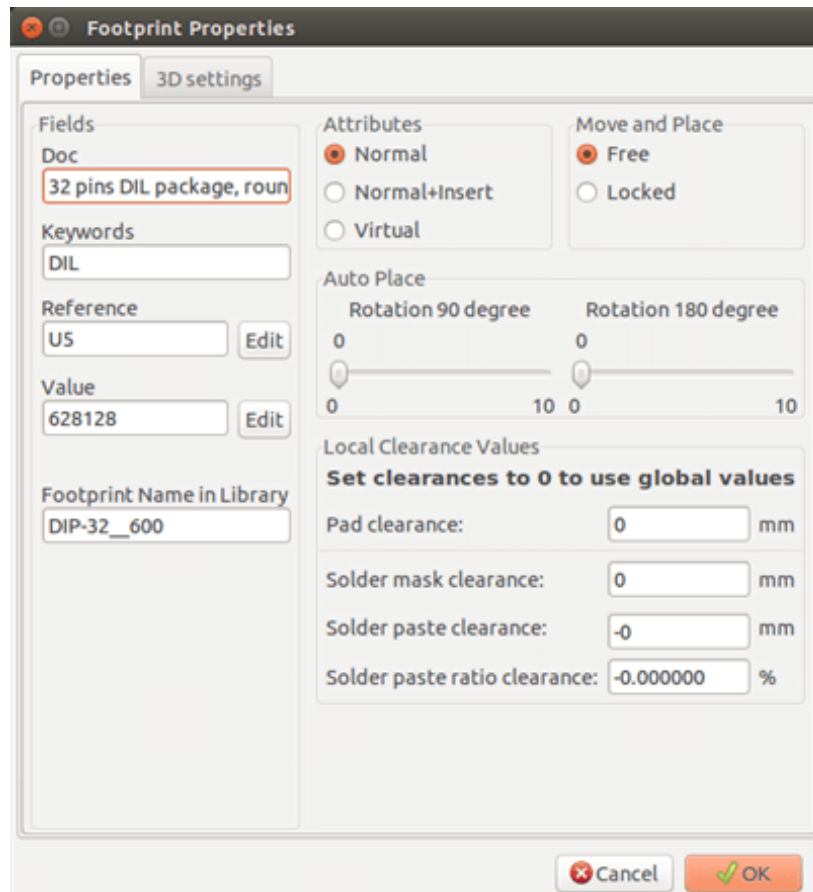 Footprint Properties
Properties
3D settings
Fields
Doc
32 pins DIL package, roun
Keywords
DIL
Reference
U5
Edit
Value
628128
Edit
Footprint Name in Library
DIP-32__600
Attributes
Normal
Normal+Insert
Virtual
Move and Place
Free
Locked
Auto Place
Rotation 90 degree
0
0
10
Rotation 180 degree
0
0
10
Local Clearance Values
Set clearances to 0 to use global values
Pad clearance:
0
mm
Solder mask clearance:
0
mm
Solder paste clearance:
-0
mm
Solder paste ratio clearance:
-0.000000
%
Cancel
OK